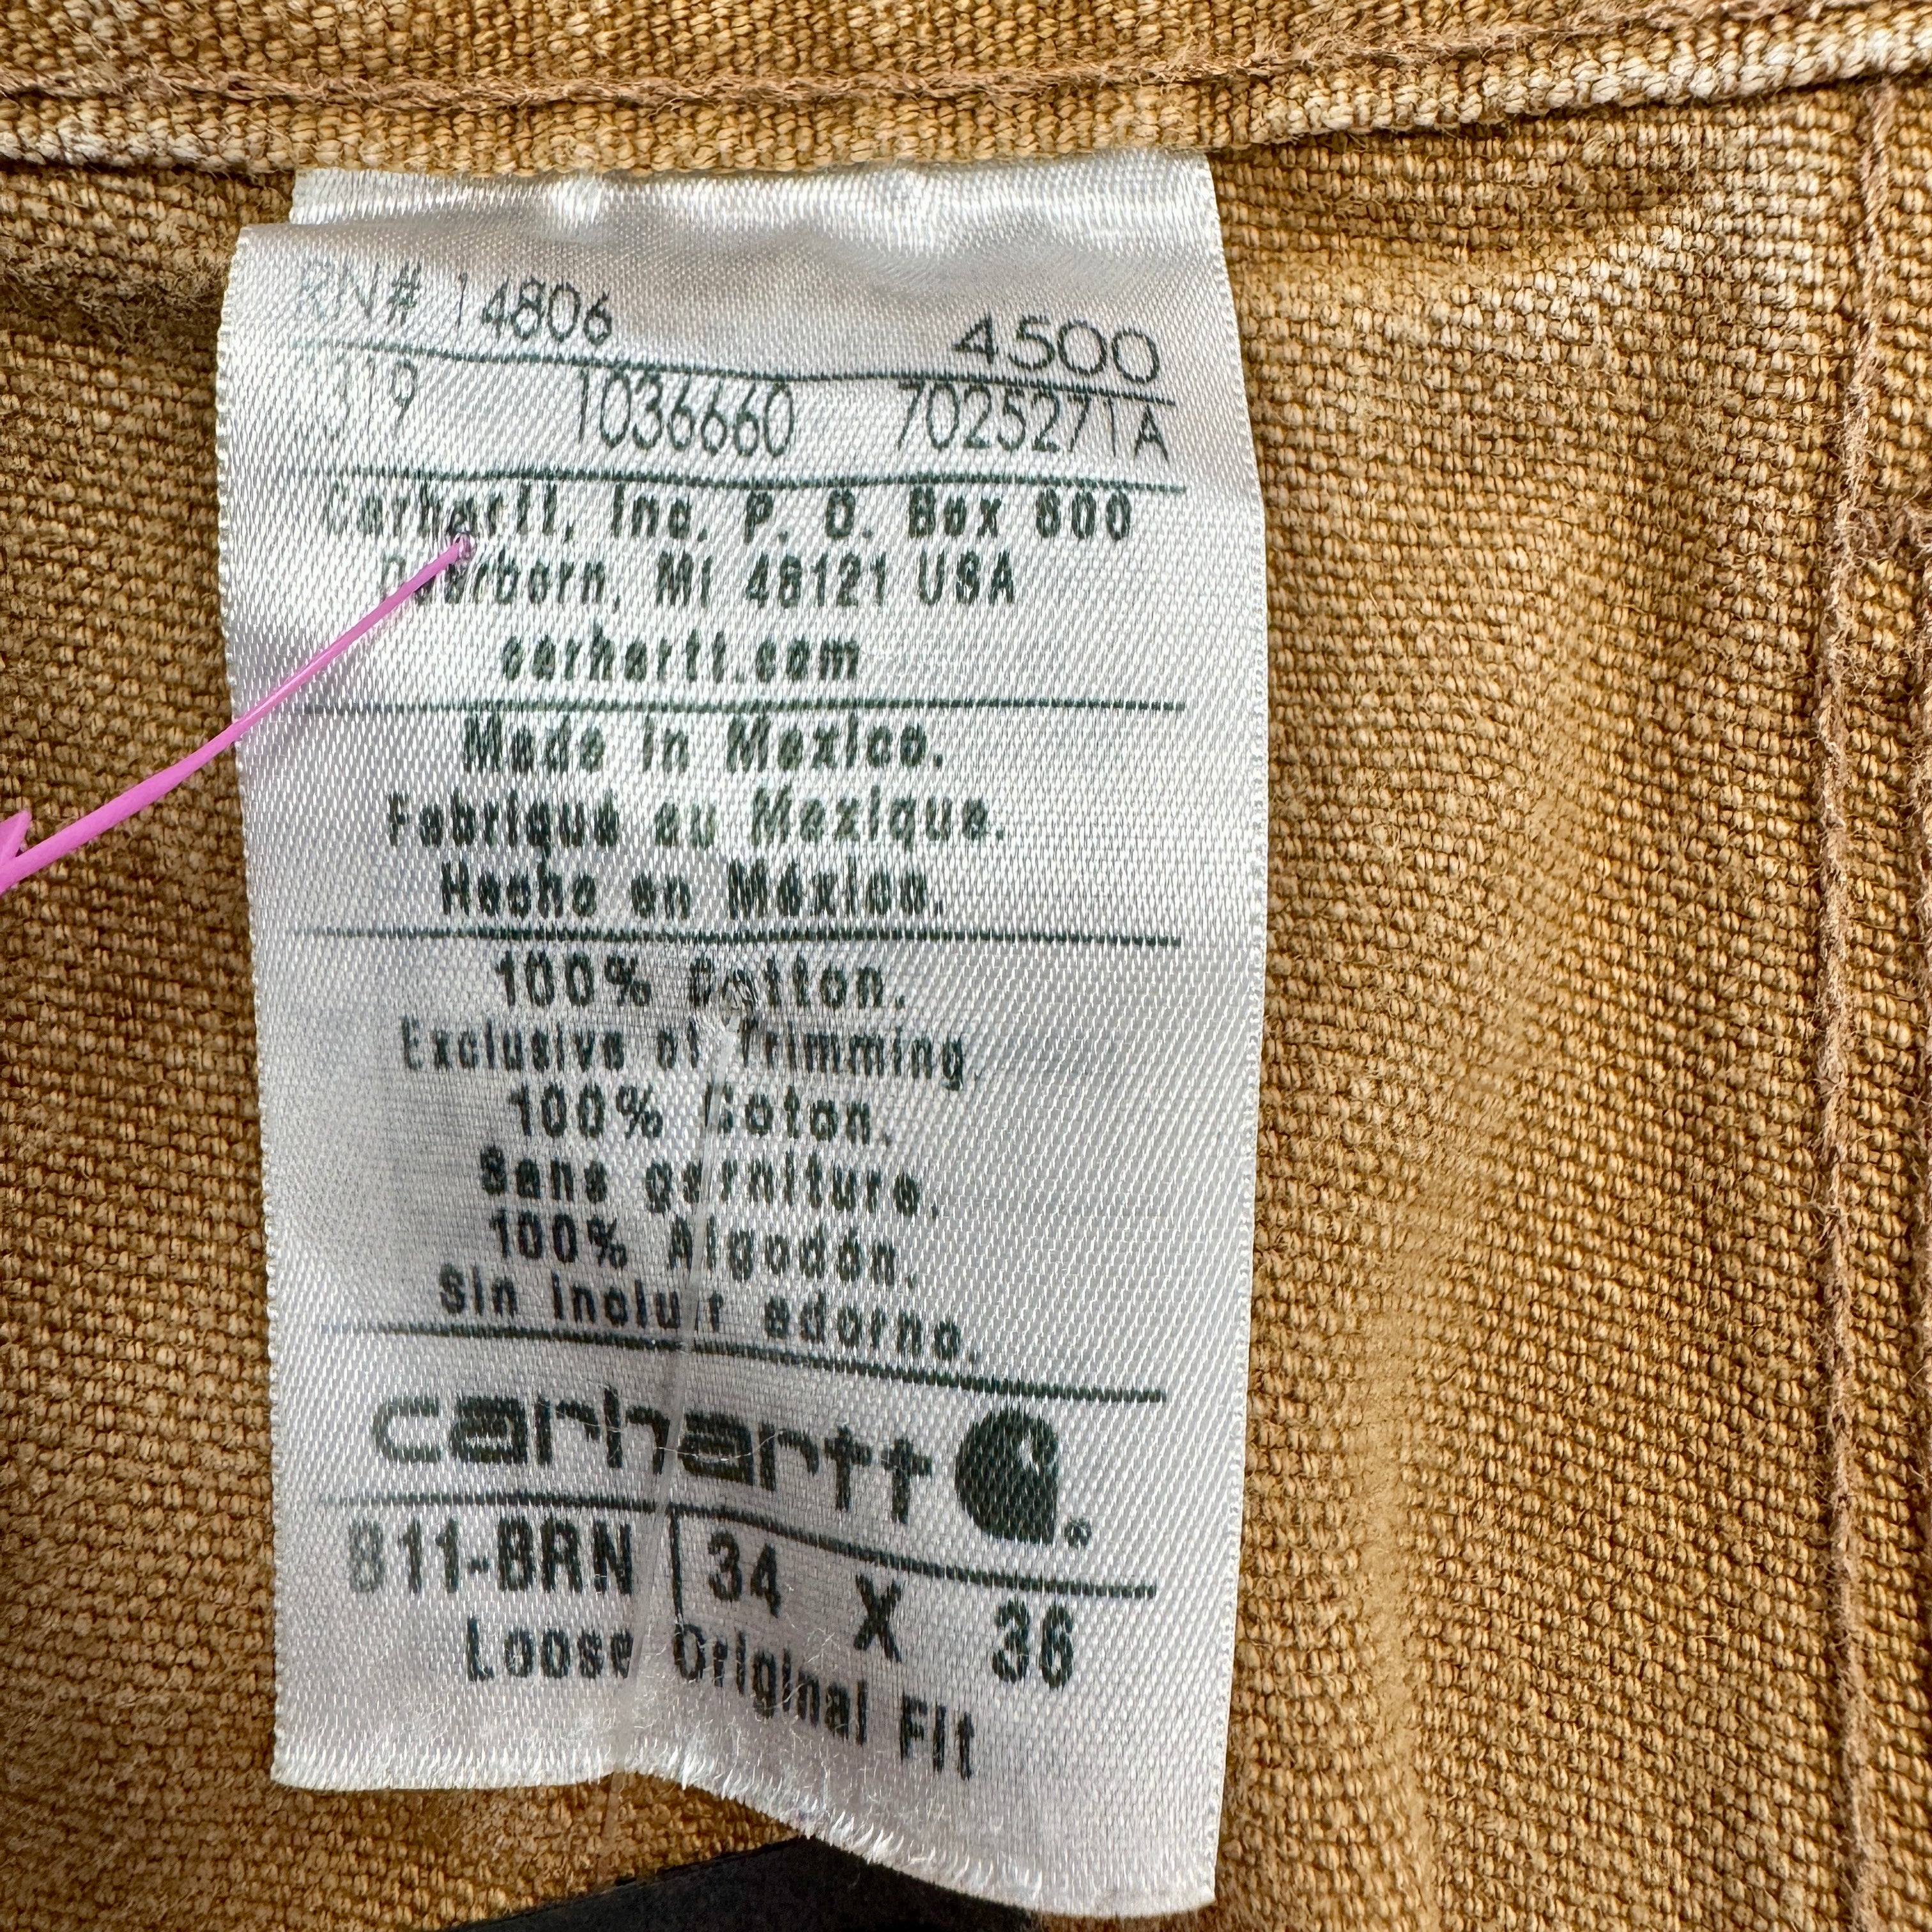 RN# 14806 4500
319 1036660 7025271A
Carhartt, Inc. P. O. Box 600
Dearborn, MI 48121 USA
carhartt.com
Made in Mexico.
Fabriqué au Mexique.
Hecho en México.
100% Cotton.
Exclusive of Trimming.
100% Coton.
Sans garniture.
100% Algodón.
Sin incluir adorno.
carhartt ®
B11-BRN 34 X 36
Loose Original Fit